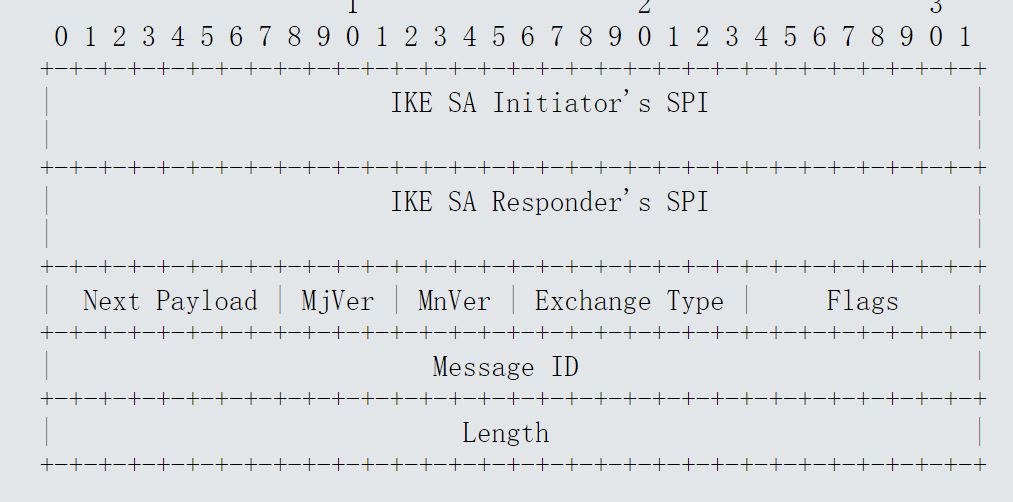 1                   2                   3
 0 1 2 3 4 5 6 7 8 9 0 1 2 3 4 5 6 7 8 9 0 1 2 3 4 5 6 7 8 9 0 1
+-+-+-+-+-+-+-+-+-+-+-+-+-+-+-+-+-+-+-+-+-+-+-+-+-+-+-+-+-+-+-+-+
|                       IKE SA Initiator's SPI                  |
|                                                               |
+-+-+-+-+-+-+-+-+-+-+-+-+-+-+-+-+-+-+-+-+-+-+-+-+-+-+-+-+-+-+-+-+
|                       IKE SA Responder's SPI                  |
|                                                               |
+-+-+-+-+-+-+-+-+-+-+-+-+-+-+-+-+-+-+-+-+-+-+-+-+-+-+-+-+-+-+-+-+
|  Next Payload | MjVer | MnVer | Exchange Type |     Flags     |
+-+-+-+-+-+-+-+-+-+-+-+-+-+-+-+-+-+-+-+-+-+-+-+-+-+-+-+-+-+-+-+-+
|                          Message ID                           |
+-+-+-+-+-+-+-+-+-+-+-+-+-+-+-+-+-+-+-+-+-+-+-+-+-+-+-+-+-+-+-+-+
|                            Length                             |
+-+-+-+-+-+-+-+-+-+-+-+-+-+-+-+-+-+-+-+-+-+-+-+-+-+-+-+-+-+-+-+-+